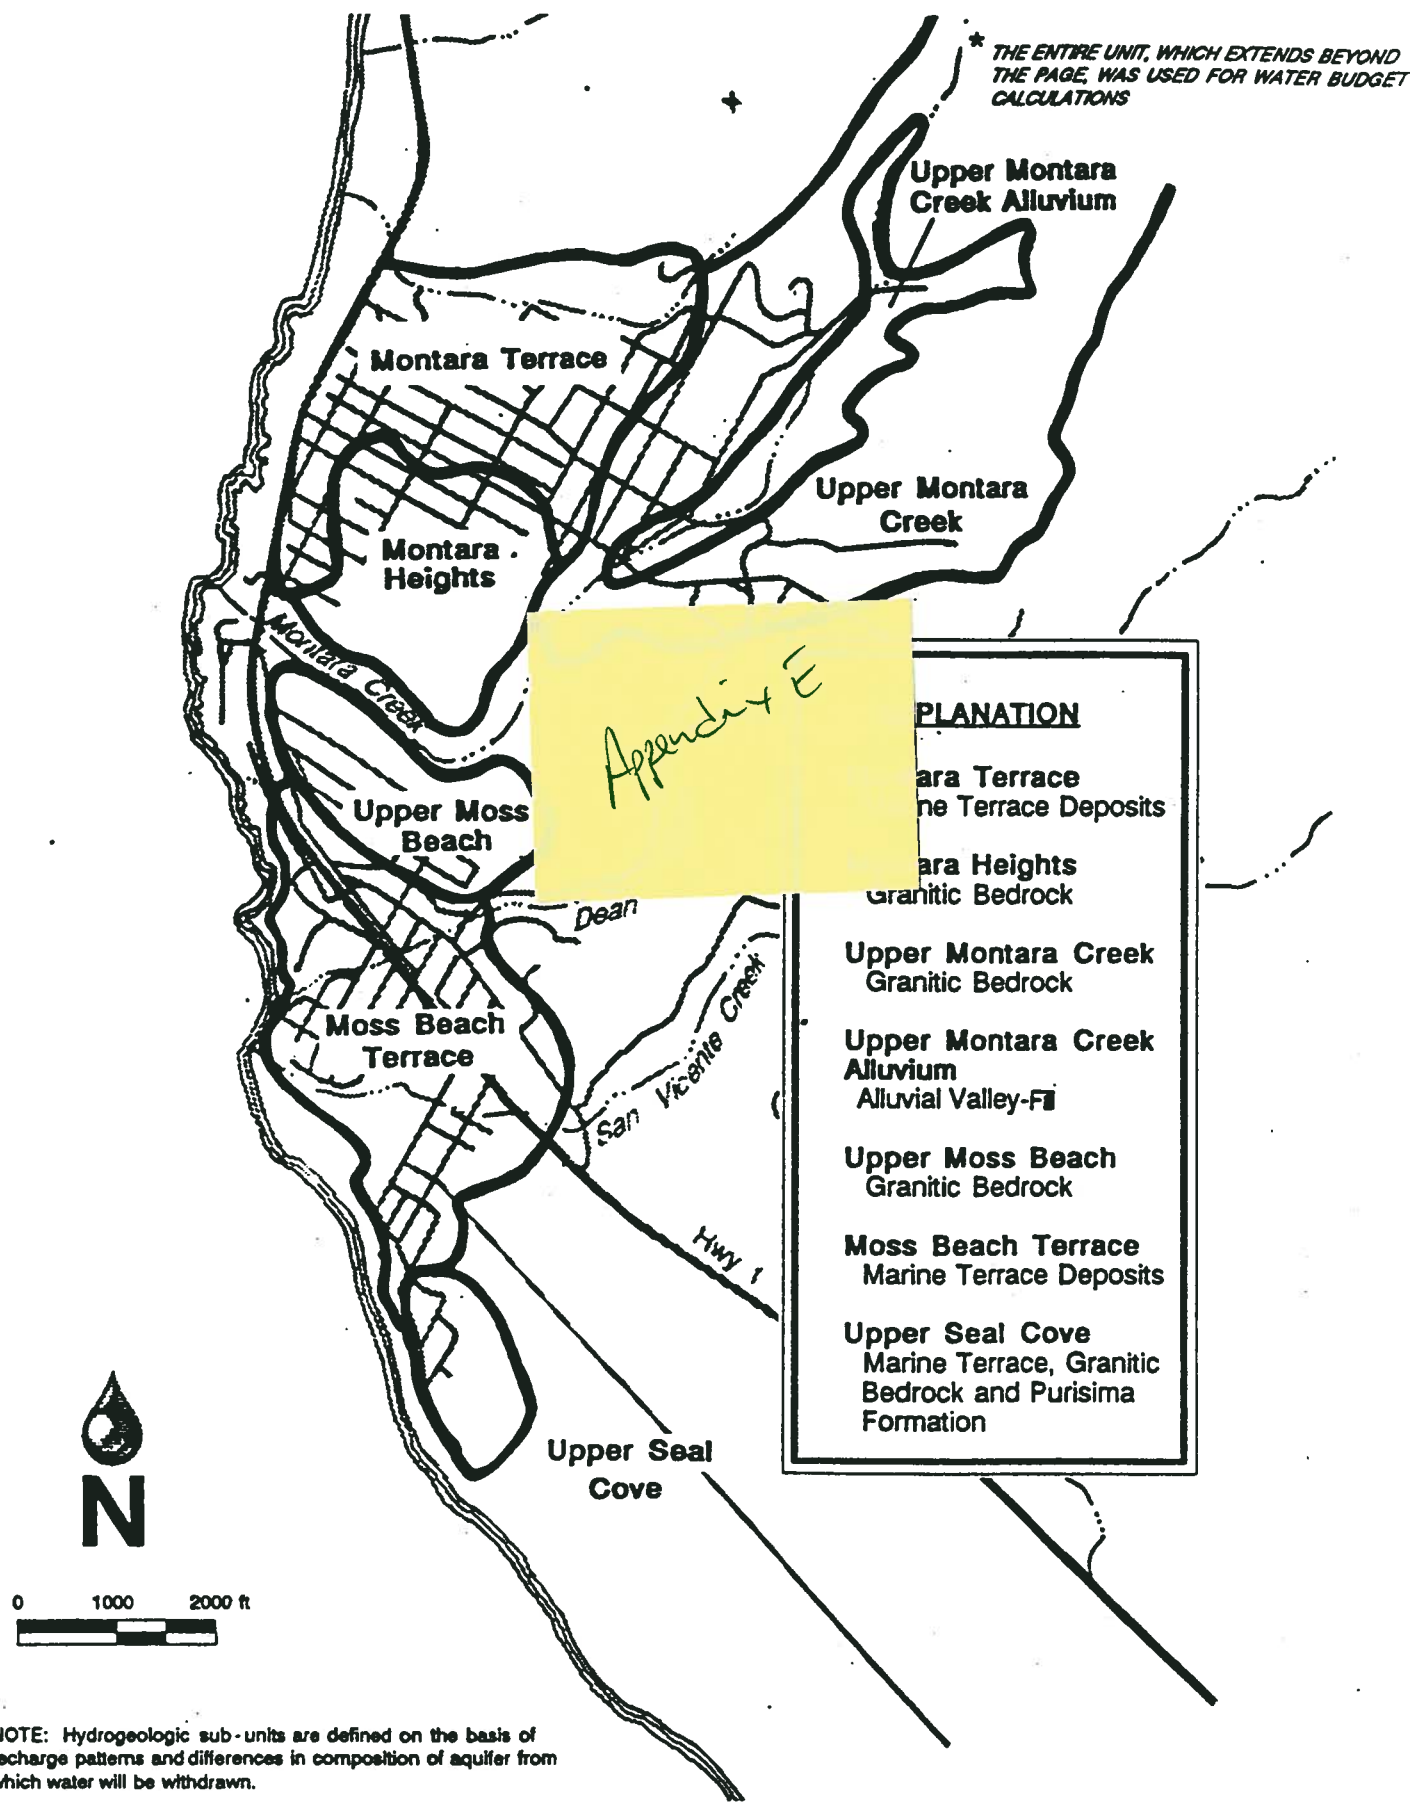 * THE ENTIRE UNIT, WHICH EXTENDS BEYOND
THE PAGE, WAS USED FOR WATER BUDGET
CALCULATIONS
Upper Montara
Creek Alluvium
Montara Terrace
Upper Montara
Creek
Montara
Heights
Montara Creek
Appendix E
Upper Moss
Beach
Dean
San Vicente Creek
Moss Beach
Terrace
Hwy 1
Upper Seal
Cove
PLANATION
ara Terrace
ne Terrace Deposits
ara Heights
Granitic Bedrock
Upper Montara Creek
Granitic Bedrock
Upper Montara Creek
Alluvium
Alluvial Valley-Fill
Upper Moss Beach
Granitic Bedrock
Moss Beach Terrace
Marine Terrace Deposits
Upper Seal Cove
Marine Terrace, Granitic
Bedrock and Purisima
Formation
N
0 1000 2000 ft
NOTE: Hydrogeologic sub-units are defined on the basis of
echarge patterns and differences in composition of aquifer from
which water will be withdrawn.